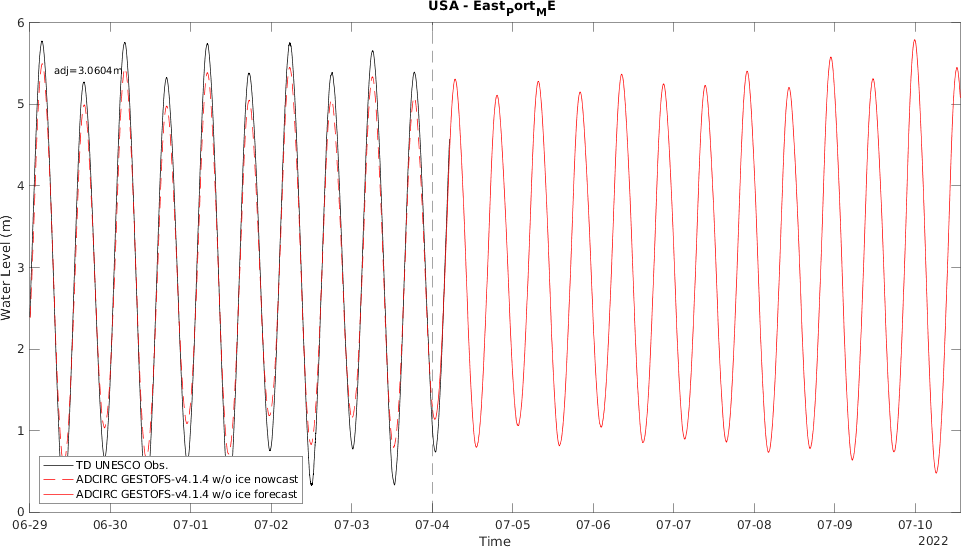 USA - EastPortME
6
5
4
3
2
1
0
Water Level (m)
adj=3.0604m
TD UNESCO Obs.
ADCIRC GESTOFS-v4.1.4 w/o ice nowcast
ADCIRC GESTOFS-v4.1.4 w/o ice forecast
06-29 06-30 07-01 07-02 07-03 07-04 07-05 07-06 07-07 07-08 07-09 07-10
Time
2022